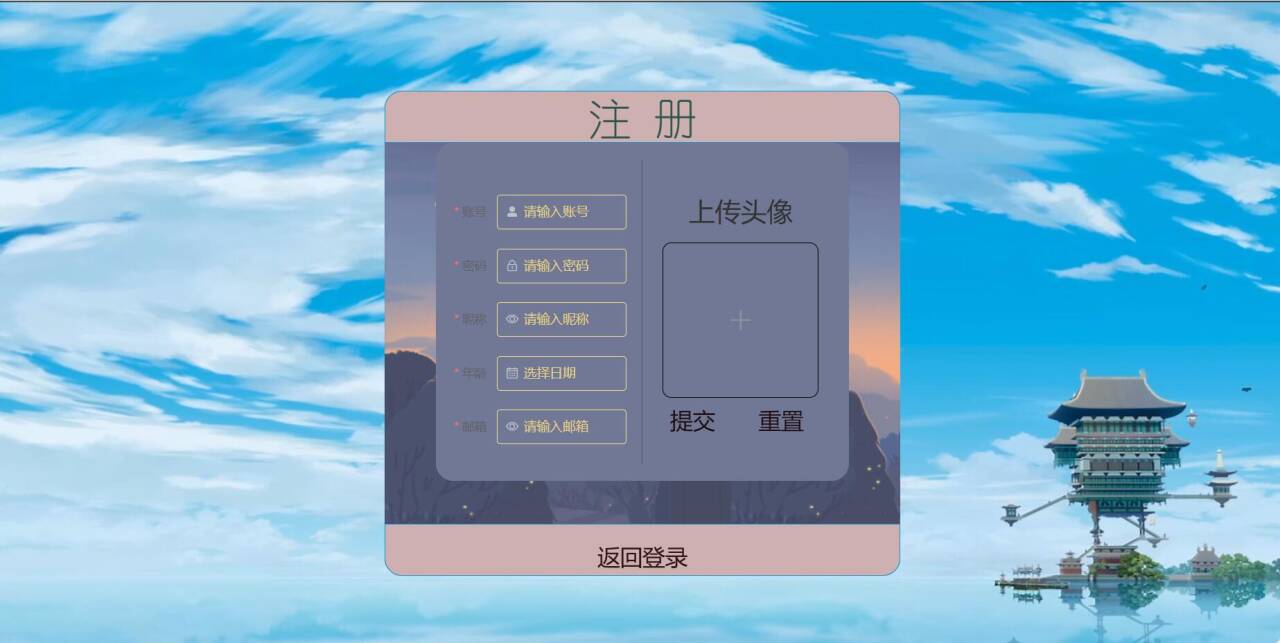 注 册
* 账号 请输入账号
* 密码 请输入密码
* 昵称 请输入昵称
* 年龄 选择日期
* 邮箱 请输入邮箱
上传头像
提交 重置
返回登录